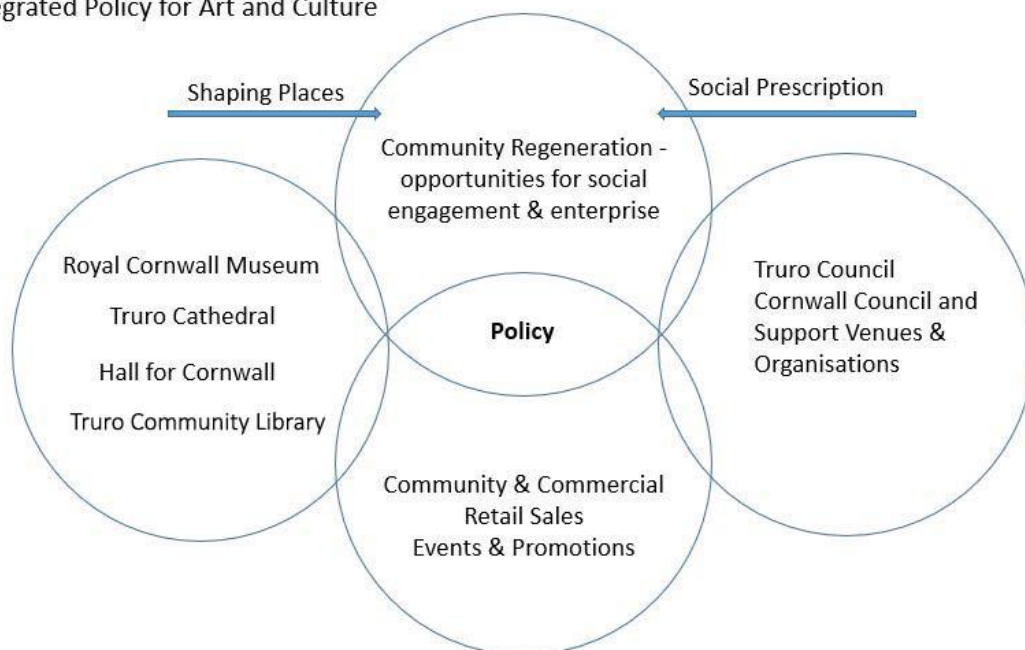 egrated Policy for Art and Culture
Shaping Places
Social Prescription
Community Regeneration -
opportunities for social
engagement & enterprise
Royal Cornwall Museum
Truro Cathedral
Hall for Cornwall
Truro Community Library
Policy
Truro Council
Cornwall Council and
Support Venues &
Organisations
Community & Commercial
Retail Sales
Events & Promotions